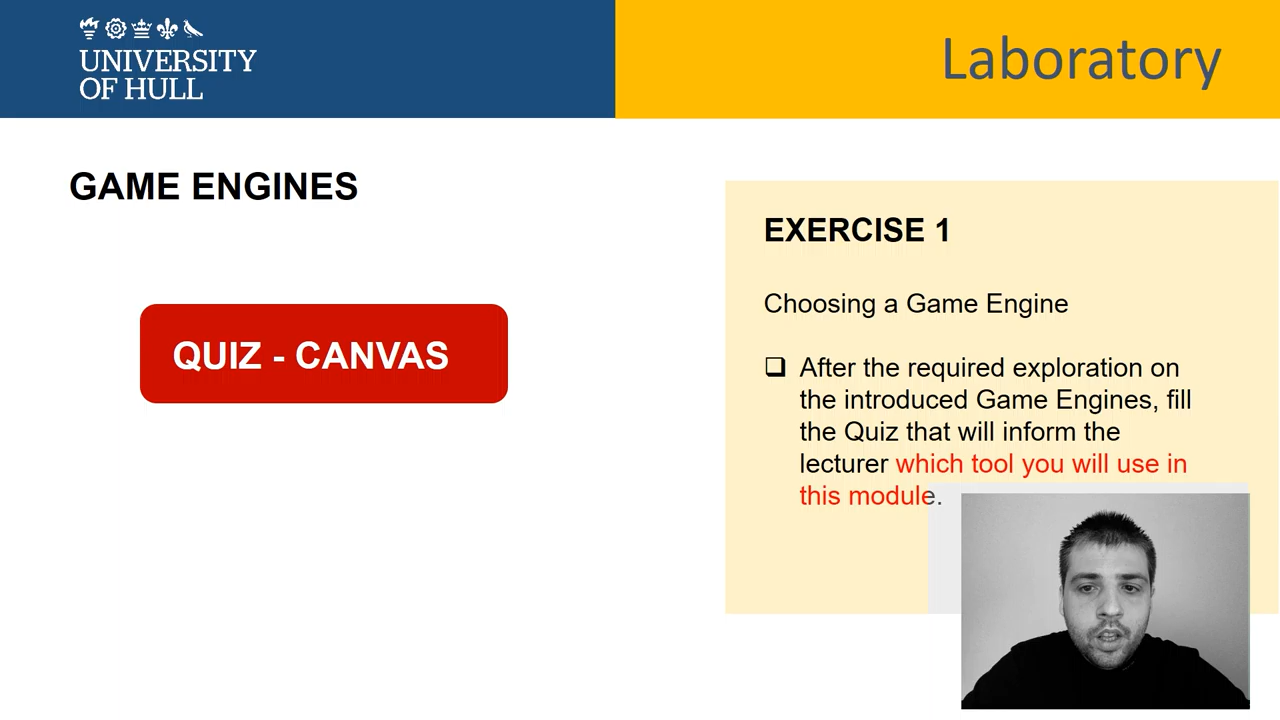 UNIVERSITY
OF HULL
Laboratory
GAME ENGINES
QUIZ - CANVAS
EXERCISE 1
Choosing a Game Engine
❑ After the required exploration on
the introduced Game Engines, fill
the Quiz that will inform the
lecturer which tool you will use in
this module.